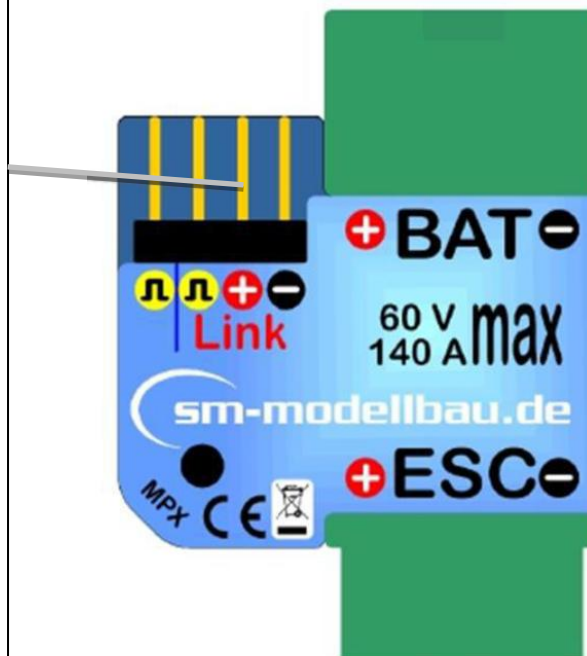 BAT
Link
60 V
140 A max
sm-modellbau.de
ESC
MPX
CE